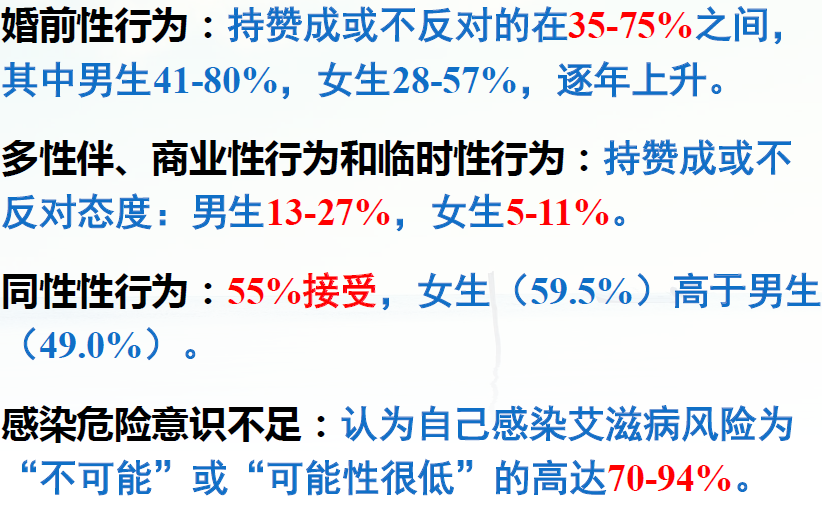 婚前性行为：持赞成或不反对的在35-75%之间，
其中男生41-80%，女生28-57%，逐年上升。
多性伴、商业性行为和临时性行为：持赞成或不
反对态度：男生13-27%，女生5-11%。
同性性行为：55%接受，女生（59.5%）高于男生
（49.0%）。
感染危险意识不足：认为自己感染艾滋病风险为
“不可能”或“可能性很低”的高达70-94%。